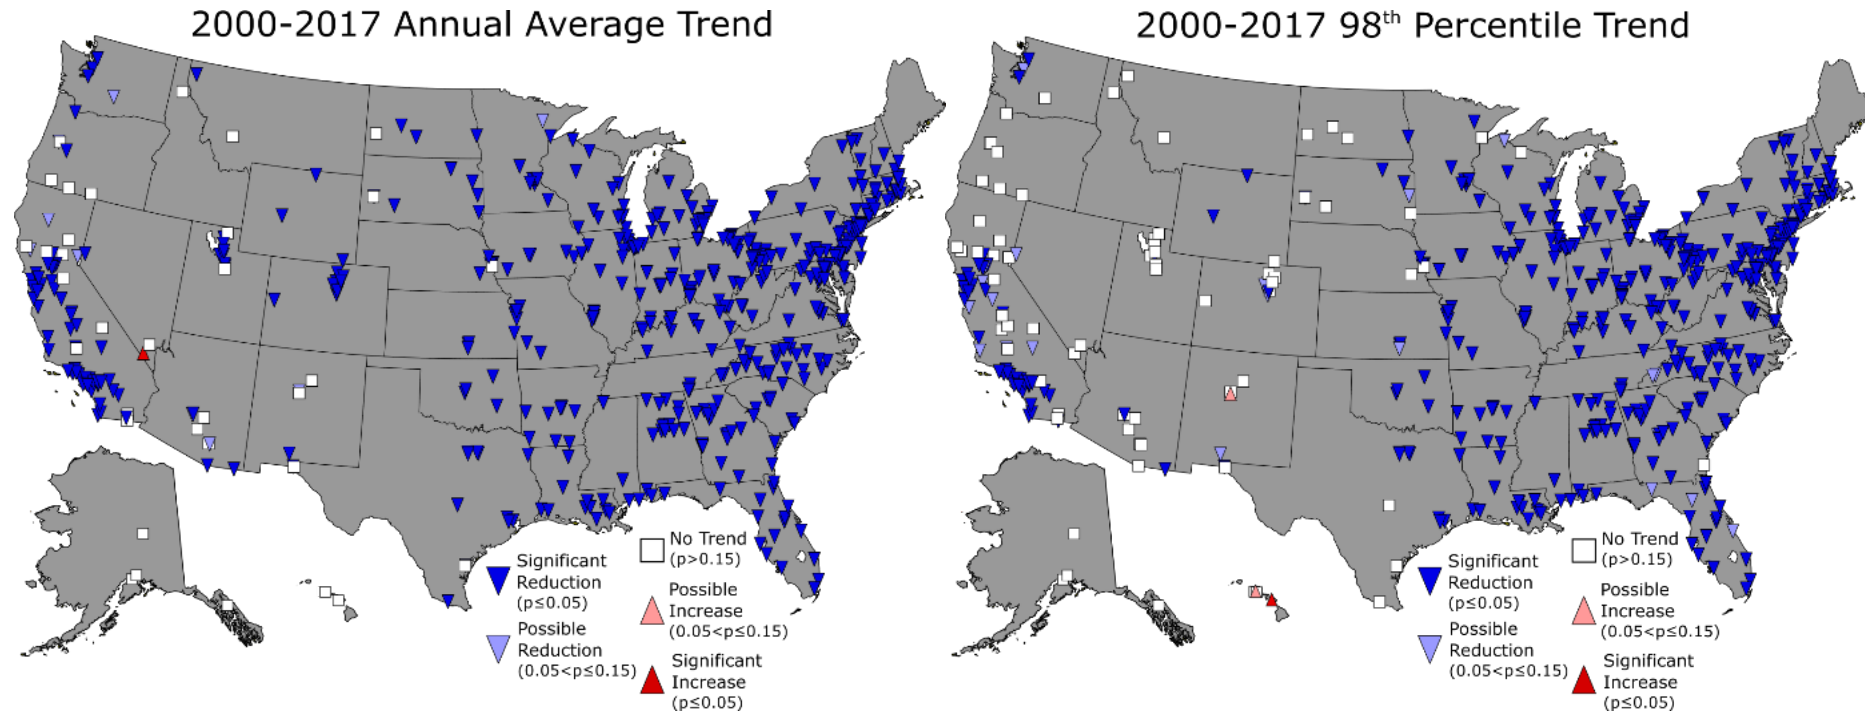 2000-2017 Annual Average Trend
Significant
Reduction
(p≤0.05)
Possible
Reduction
(0.05<p≤0.15)
No Trend
(p>0.15)
Possible
Increase
(0.05<p≤0.15)
Significant
Increase
(p≤0.05)
2000-2017 98th Percentile Trend
Significant
Reduction
(p≤0.05)
Possible
Reduction
(0.05<p≤0.15)
No Trend
(p>0.15)
Possible
Increase
(0.05<p≤0.15)
Significant
Increase
(p≤0.05)